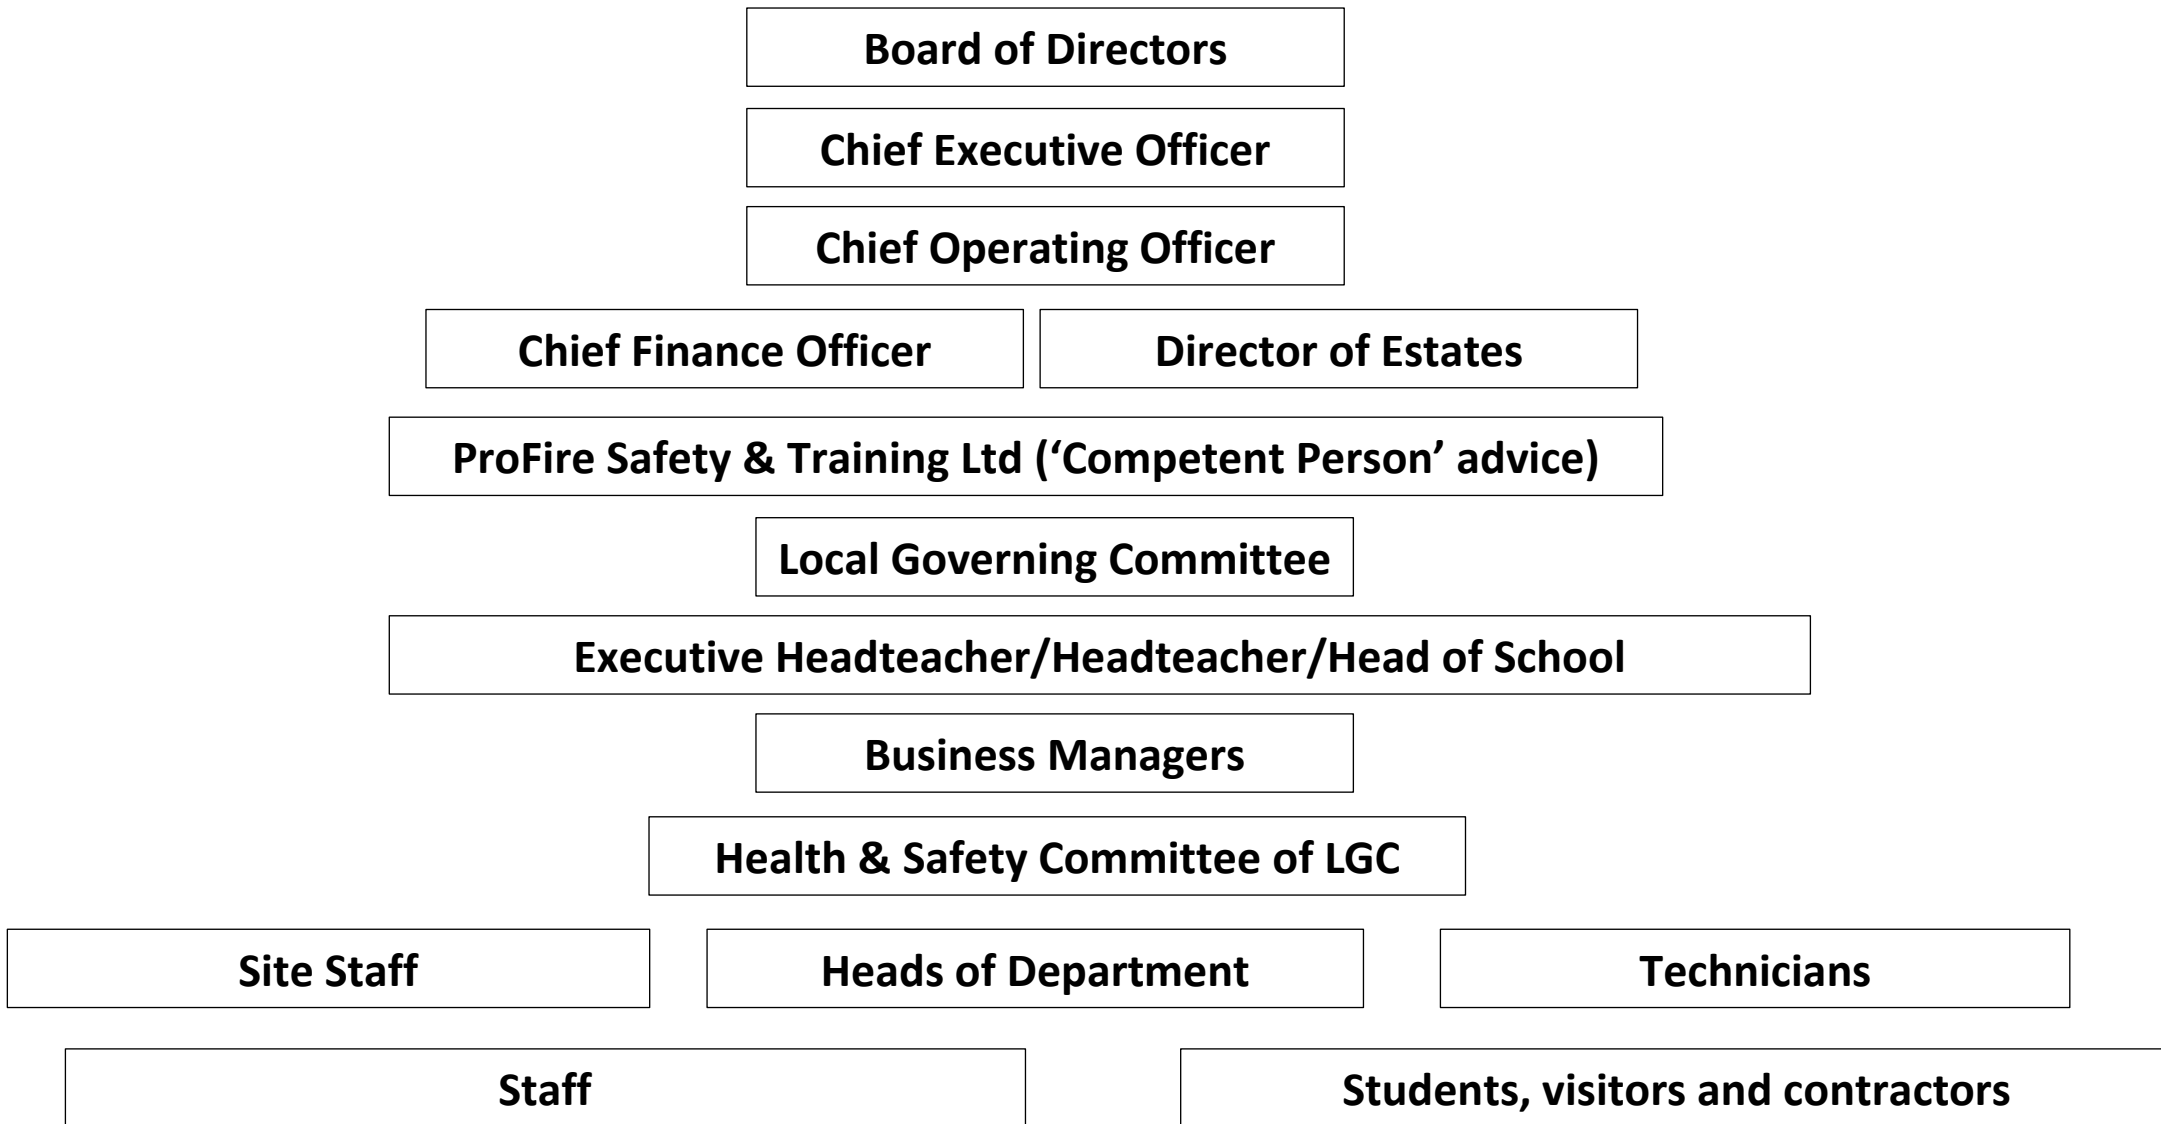 Board of Directors
Chief Executive Officer
Chief Operating Officer
Chief Finance Officer
Director of Estates
ProFire Safety & Training Ltd (‘Competent Person’ advice)
Local Governing Committee
Executive Headteacher/Headteacher/Head of School
Business Managers
Health & Safety Committee of LGC
Site Staff
Heads of Department
Technicians
Staff
Students, visitors and contractors